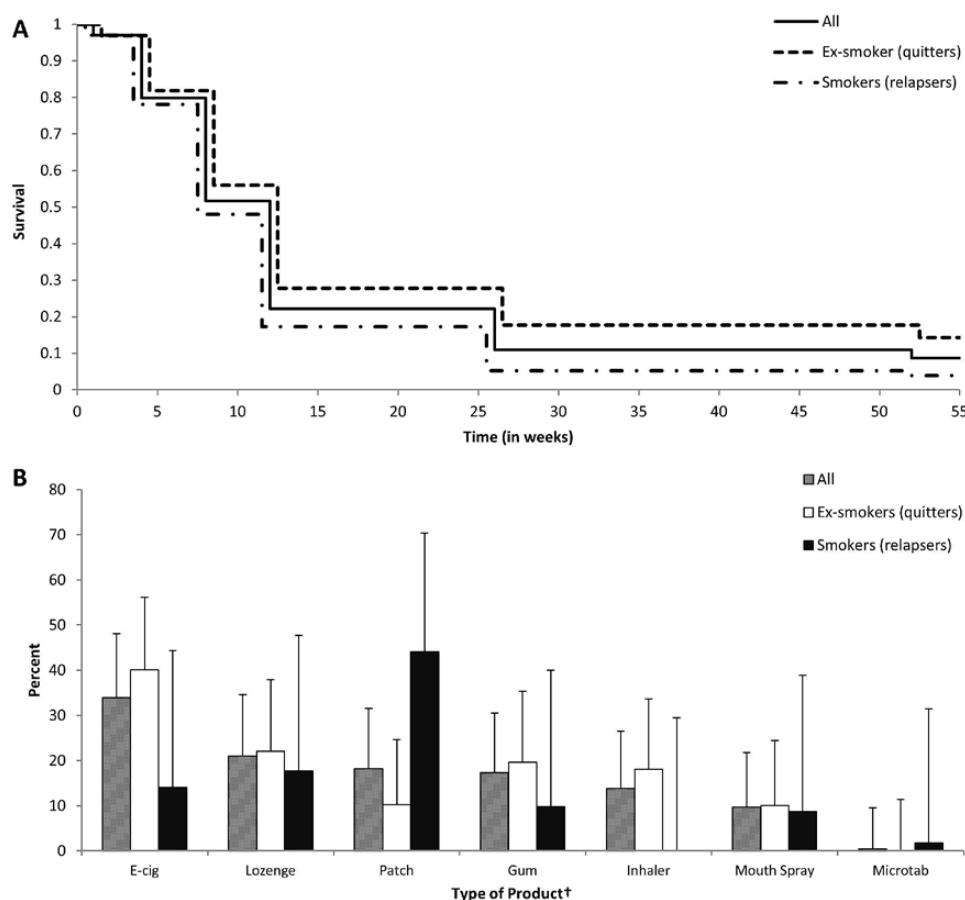 A
All
Ex-smoker (quitters)
Smokers (relapsers)
Survival
1
0.9
0.8
0.7
0.6
0.5
0.4
0.3
0.2
0.1
0
0 5 10 15 20 25 30 35 40 45 50 55
Time (in weeks)
B
All
Ex-smokers (quitters)
Smokers (relapsers)
Percent
80
70
60
50
40
30
20
10
0
E-cig Lozenge Patch Gum Inhaler Mouth Spray Microtab
Type of Product†